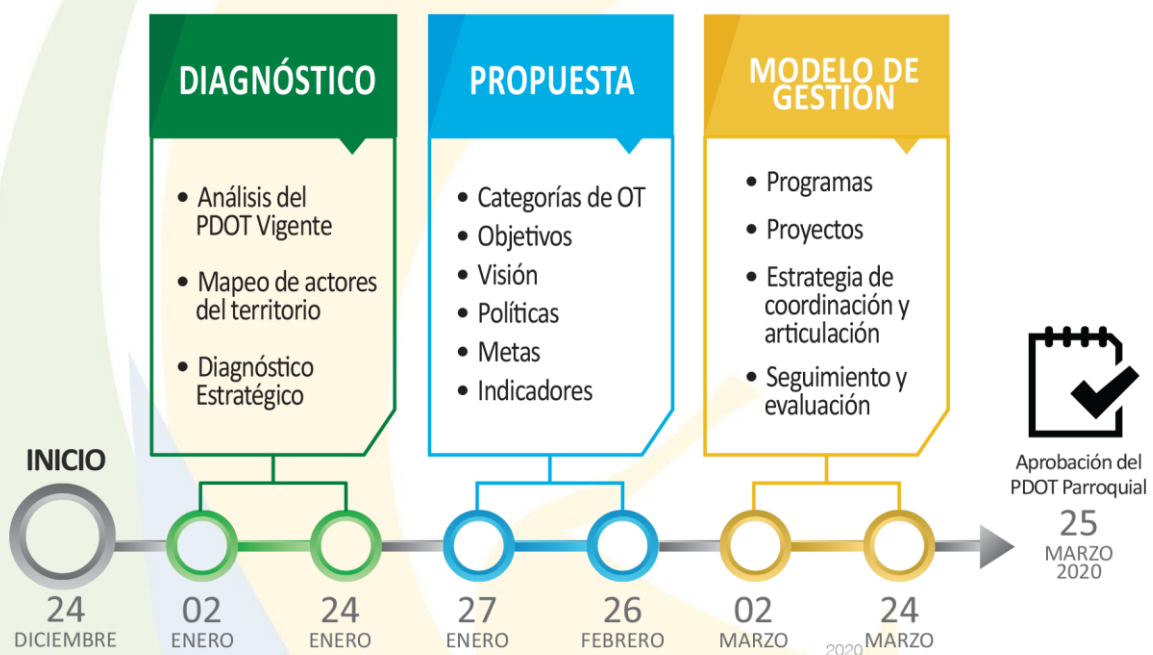 DIAGNÓSTICO
• Análisis del
PDOT Vigente
• Mapeo de actores
del territorio
• Diagnóstico
Estratégico
PROPUESTA
• Categorías de OT
• Objetivos
• Visión
• Políticas
• Metas
• Indicadores
MODELO DE
GESTIÓN
• Programas
• Proyectos
• Estrategia de
coordinación y
articulación
• Seguimiento y
evaluación
INICIO
24
DICIEMBRE
02
ENERO
24
ENERO
27
ENERO
26
FEBRERO
02
MARZO
24
MARZO
2020
Aprobación del
PDOT Parroquial
25
MARZO
2020